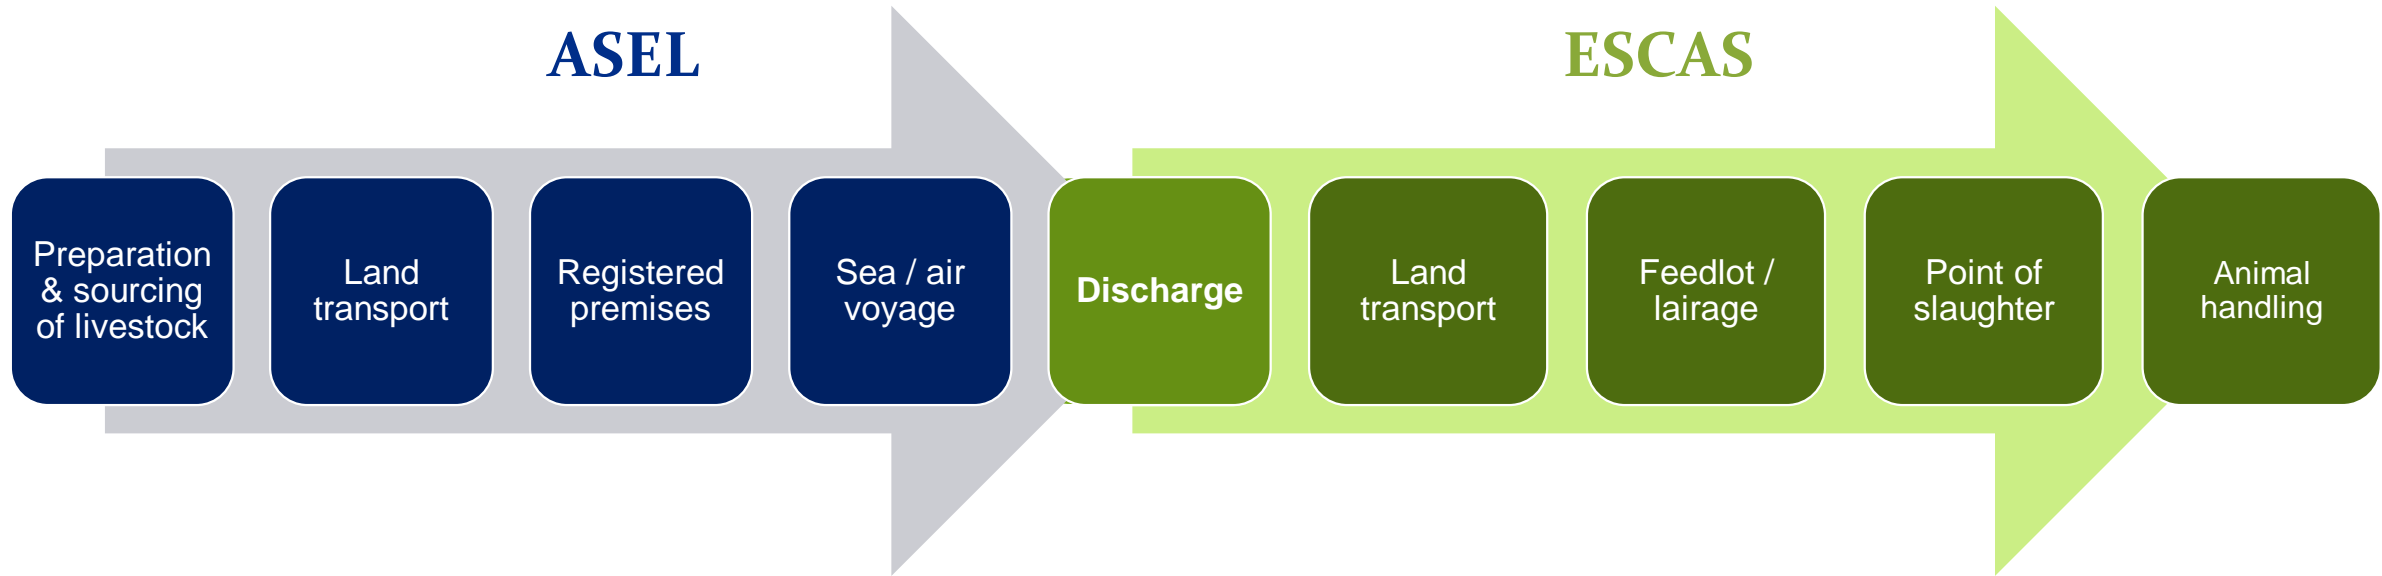 ASEL
ESCAS
Preparation
& sourcing
of livestock
Land
transport
Registered
premises
Sea / air
voyage
Discharge
Land
transport
Feedlot /
lairage
Point of
slaughter
Animal
handling